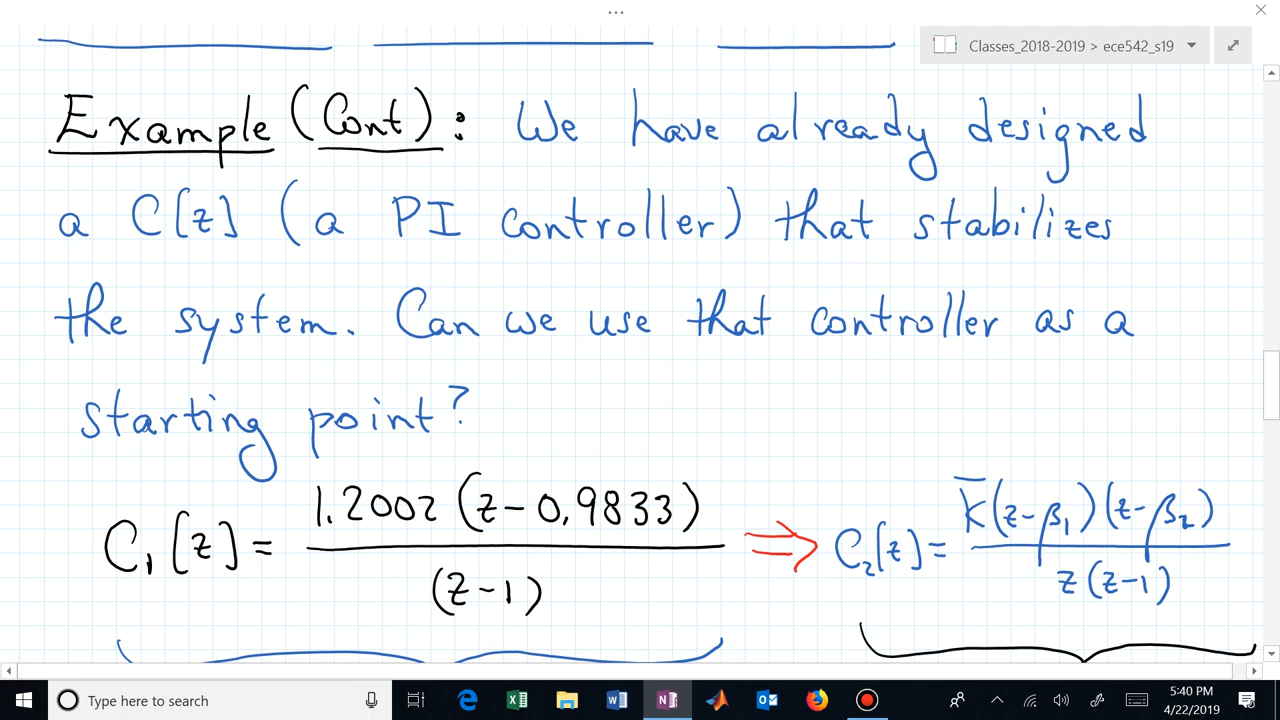 Classes_2018-2019 > ece542_s19
Example (Cont) : We have already designed
a C[z] (a PI controller) that stabilizes
the system. Can we use that controller as a
starting point?
C₁[z] = 1.2002 (z - 0.9833) / (z - 1) ⇒ C₂[z] = K̅(z-β₁)(z-β₂) / z(z-1)
Type here to search
5:40 PM
4/22/2019